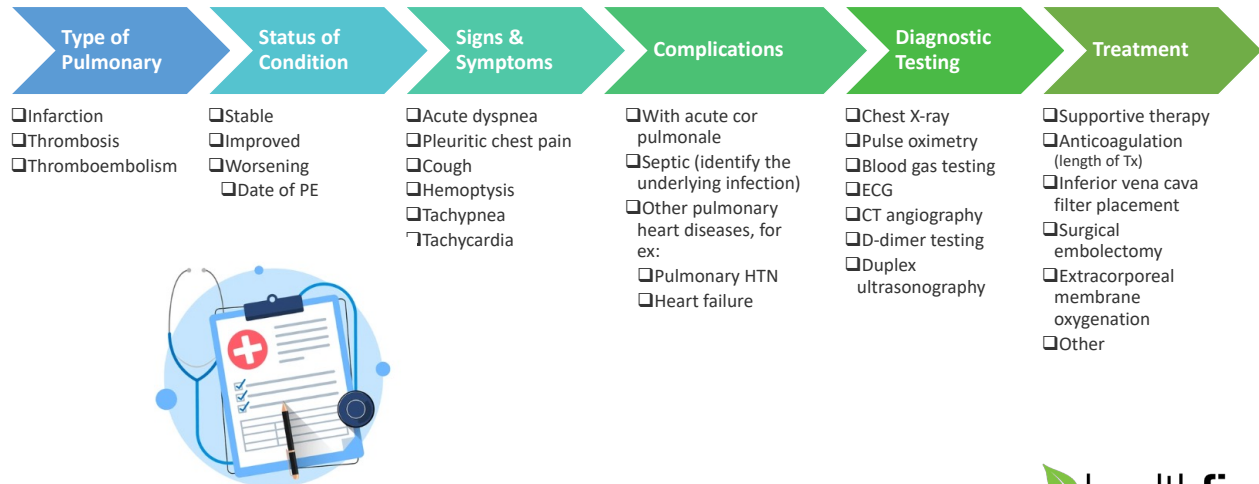 Type of
Pulmonary
Status of
Condition
Signs &
Symptoms
Complications
Diagnostic
Testing
Treatment
❑Infarction
❑Thrombosis
❑Thromboembolism
❑Stable
❑Improved
❑Worsening
❑Date of PE
❑Acute dyspnea
❑Pleuritic chest pain
❑Cough
❑Hemoptysis
❑Tachypnea
❑Tachycardia
❑With acute cor
pulmonale
❑Septic (identify the
underlying infection)
❑Other pulmonary
heart diseases, for
ex:
❑Pulmonary HTN
❑Heart failure
❑Chest X-ray
❑Pulse oximetry
❑Blood gas testing
❑ECG
❑CT angiography
❑D-dimer testing
❑Duplex
ultrasonography
❑Supportive therapy
❑Anticoagulation
(length of Tx)
❑Inferior vena cava
filter placement
❑Surgical
embolectomy
❑Extracorporeal
membrane
oxygenation
❑Other